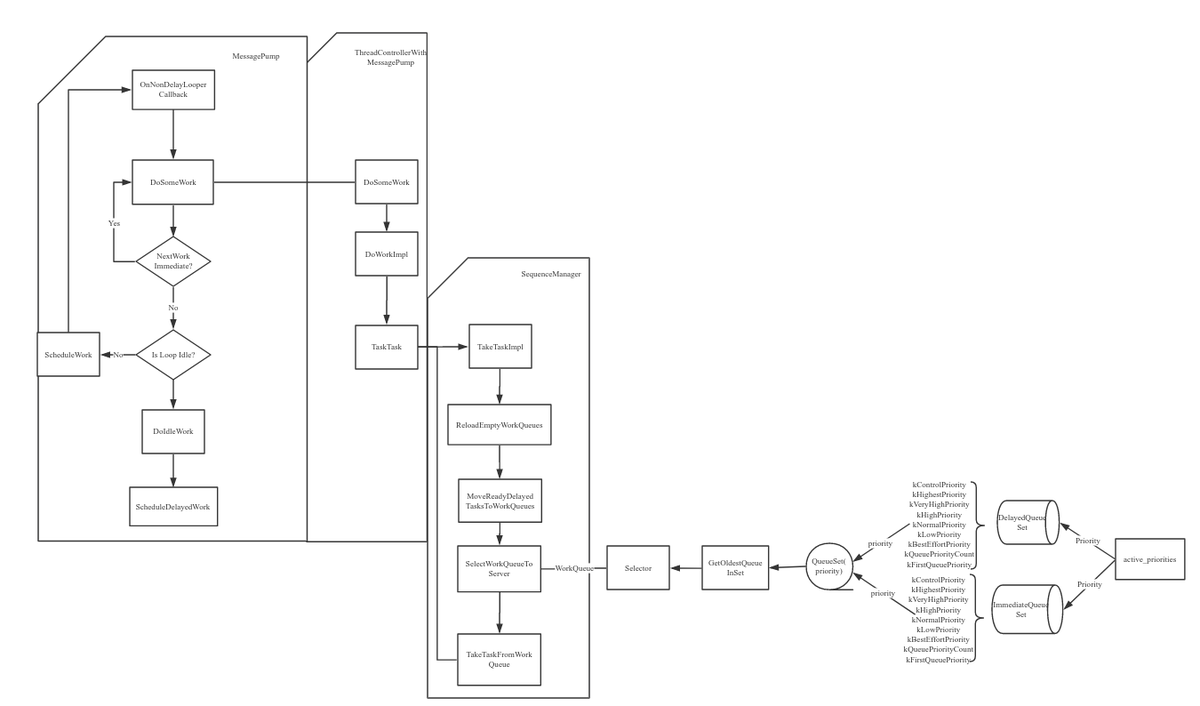 MessagePump
OnNonDelayLooper
Callback
DoSomeWork
Yes
NextWork
Immediate?
No
ScheduleWork
No
Is Loop Idle?
DoIdleWork
ScheduleDelayedWork
ThreadControllerWith
MessagePump
DoSomeWork
DoWorkImpl
TaskTask
SequenceManager
TakeTaskImpl
ReloadEmptyWorkQueues
MoveReadyDelayed
TasksToWorkQueues
SelectWorkQueueTo
Server
TakeTaskFromWork
Queue
WorkQueue
Selector
GetOldestQueue
InSet
QueueSet(
priority)
priority
priority
kControlPriority
kHighestPriority
kVeryHighPriority
kHighPriority
kNormalPriority
kLowPriority
kBestEffortPriority
kQueuePriorityCount
kFirstQueuePriority
kControlPriority
kHighestPriority
kVeryHighPriority
kHighPriority
kNormalPriority
kLowPriority
kBestEffortPriority
kQueuePriorityCount
kFirstQueuePriority
DelayedQueue
Set
ImmediateQueue
Set
Priority
Priority
active_priorities